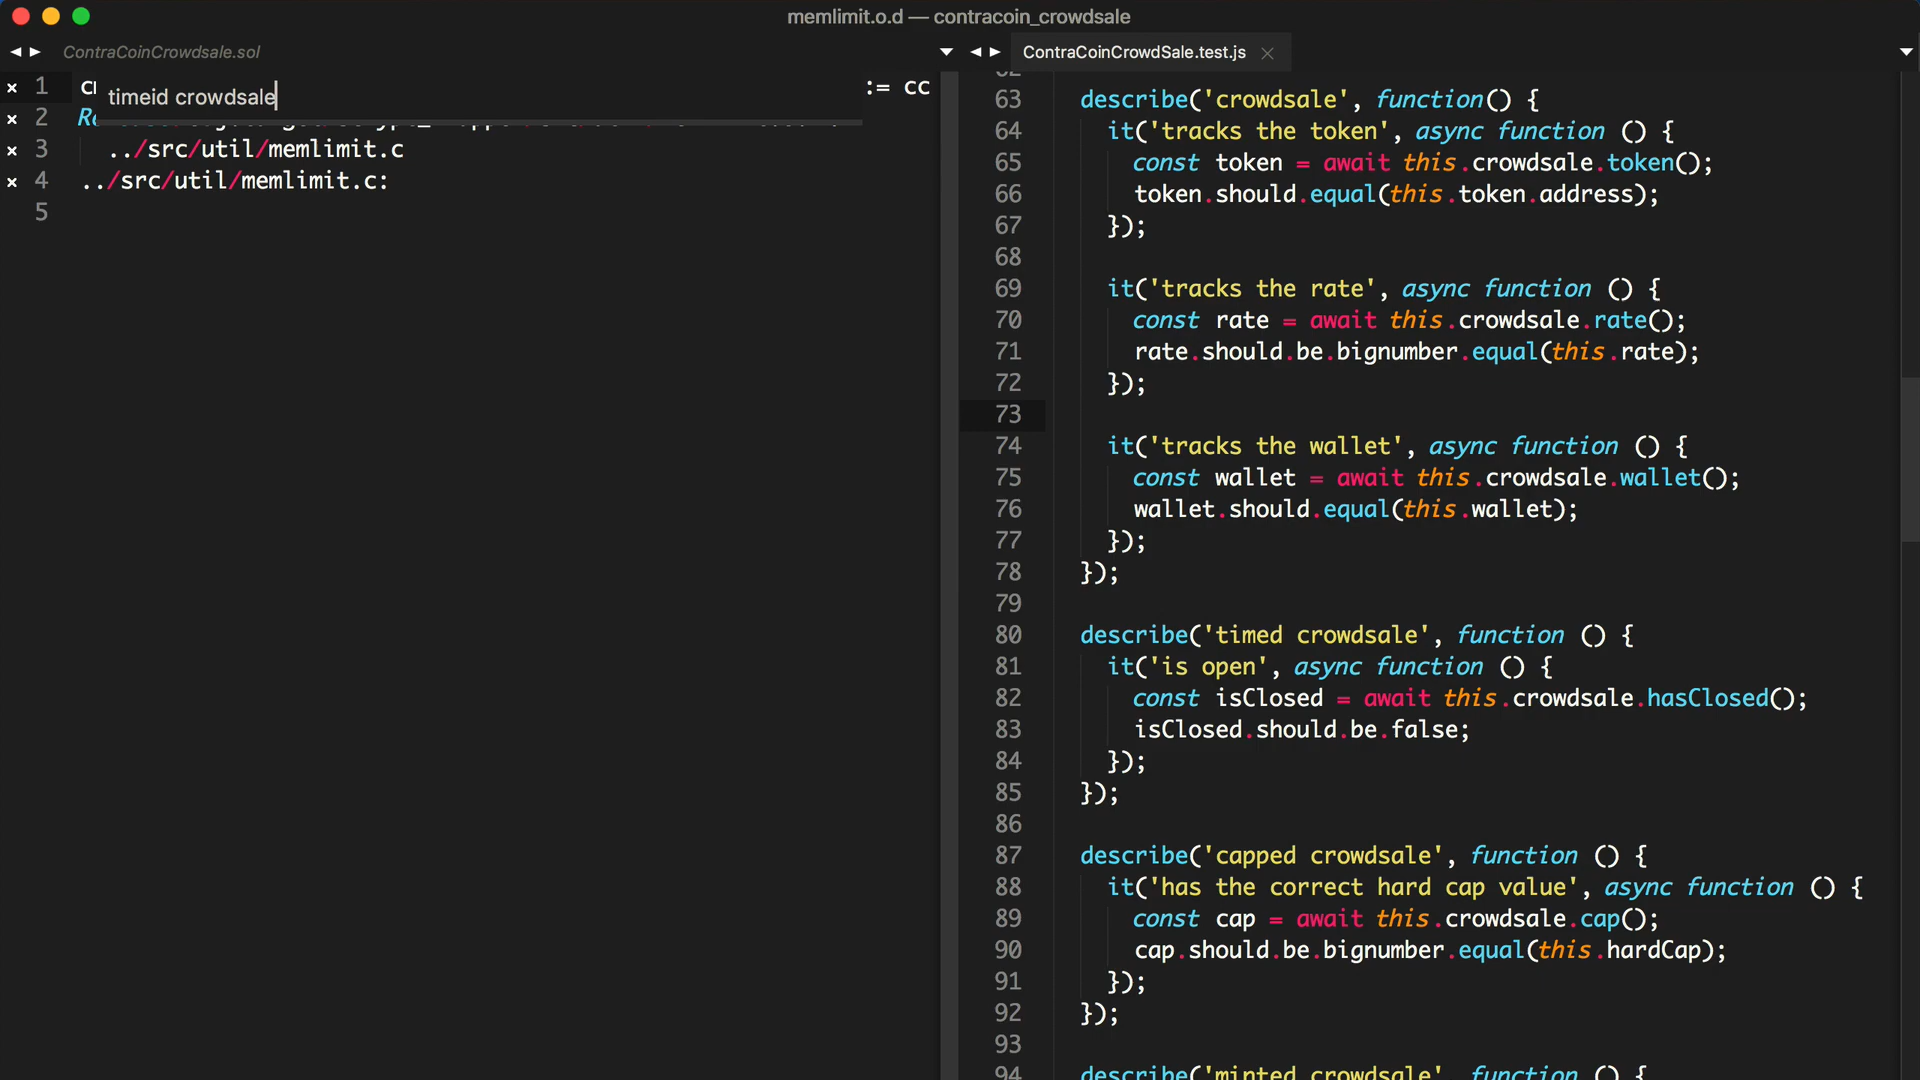 memlimit.o.d — contracoin_crowdsale
ContraCoinCrowdsale.sol
timeid crowdsale
:= CC
1
2
3 ../src/util/memlimit.c
4 ../src/util/memlimit.c:
5
ContraCoinCrowdSale.test.js
62
63 describe('crowdsale', function() {
64 it('tracks the token', async function () {
65 const token = await this.crowdsale.token();
66 token.should.equal(this.token.address);
67 });
68
69 it('tracks the rate', async function () {
70 const rate = await this.crowdsale.rate();
71 rate.should.be.bignumber.equal(this.rate);
72 });
73
74 it('tracks the wallet', async function () {
75 const wallet = await this.crowdsale.wallet();
76 wallet.should.equal(this.wallet);
77 });
78 });
79
80 describe('timed crowdsale', function () {
81 it('is open', async function () {
82 const isClosed = await this.crowdsale.hasClosed();
83 isClosed.should.be.false;
84 });
85 });
86
87 describe('capped crowdsale', function () {
88 it('has the correct hard cap value', async function () {
89 const cap = await this.crowdsale.cap();
90 cap.should.be.bignumber.equal(this.hardCap);
91 });
92 });
93
94 describe('minted crowdsale', function () {